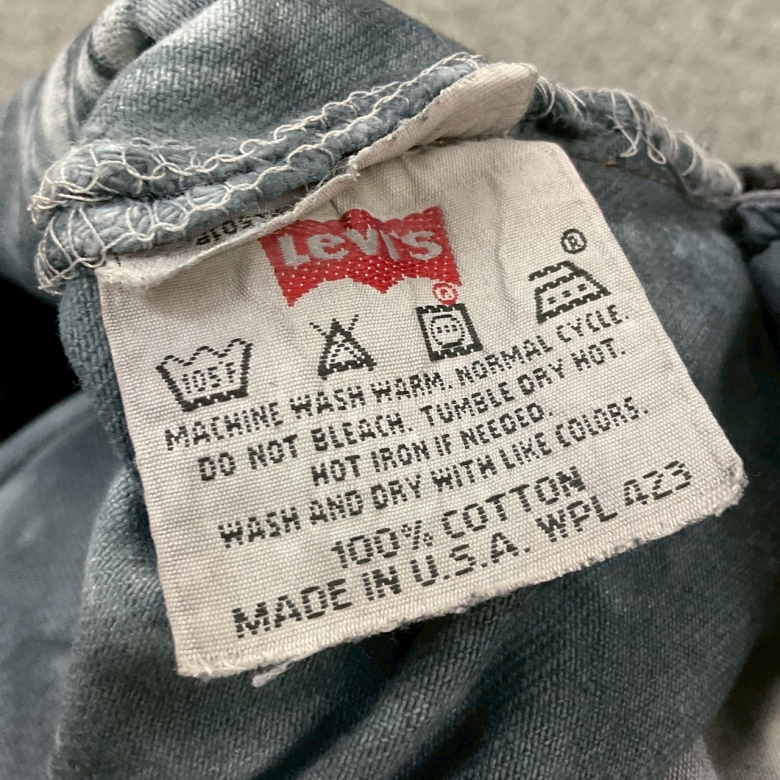 Levi's
®
®
105F
MACHINE WASH WARM. NORMAL CYCLE.
DO NOT BLEACH. TUMBLE DRY HOT.
HOT IRON IF NEEDED.
WASH AND DRY WITH LIKE COLORS.
100% COTTON
MADE IN U.S.A. WPL 423